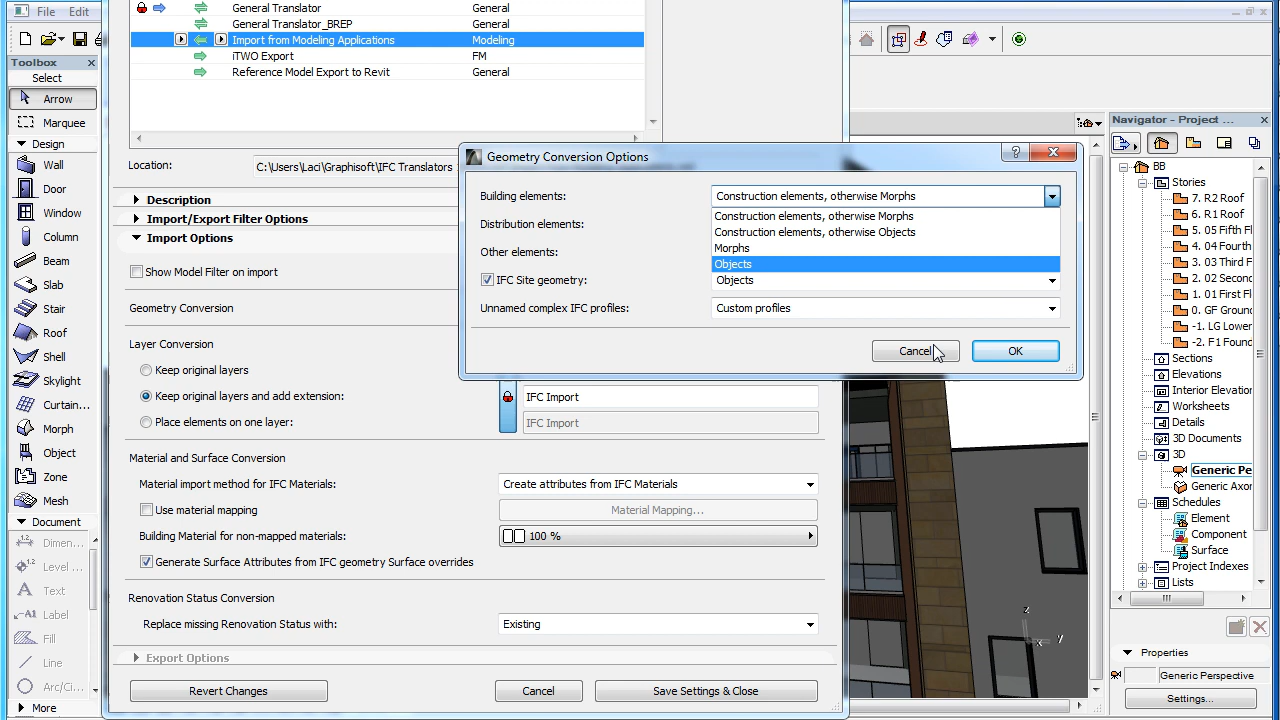 File Edit
Toolbox
Select
Arrow
Marquee
Design
Wall
Door
Window
Column
Beam
Slab
Stair
Roof
Shell
Skylight
Curtain...
Morph
Object
Zone
Mesh
Document
Dimen...
Level ...
Text
Label
Fill
Line
Arc/Ci...
More
General Translator General
General Translator_BREP General
Import from Modeling Applications Modeling
iTWO Export FM
Reference Model Export to Revit General
Location: C:\Users\Laci\Graphisoft\IFC Translators
Description
Import/Export Filter Options
Import Options
Show Model Filter on import
Geometry Conversion
Layer Conversion
Keep original layers
Keep original layers and add extension: IFC Import
Place elements on one layer: IFC Import
Material and Surface Conversion
Material import method for IFC Materials: Create attributes from IFC Materials
Use material mapping Material Mapping...
Building Material for non-mapped materials: 100 %
Generate Surface Attributes from IFC geometry Surface overrides
Renovation Status Conversion
Replace missing Renovation Status with: Existing
Export Options
Revert Changes Cancel Save Settings & Close
Geometry Conversion Options
Building elements: Construction elements, otherwise Morphs
Construction elements, otherwise Morphs
Distribution elements: Construction elements, otherwise Objects
Other elements: Morphs
Objects
IFC Site geometry: Objects
Unnamed complex IFC profiles: Custom profiles
Cancel OK
z
y
x
Navigator - Project ...
BB
Stories
7. R2 Roof
6. R1 Roof
5. 05 Fifth Fl
4. 04 Fourth
3. 03 Third F
2. 02 Second
1. 01 First Fl
0. GF Groun
-1. LG Lower
-2. F1 Found
Sections
Elevations
Interior Elevation
Worksheets
Details
3D Documents
3D
Generic Pe
Generic Axon
Schedules
Element
Component
Surface
Project Indexes
Lists
Properties
Generic Perspective
Settings...